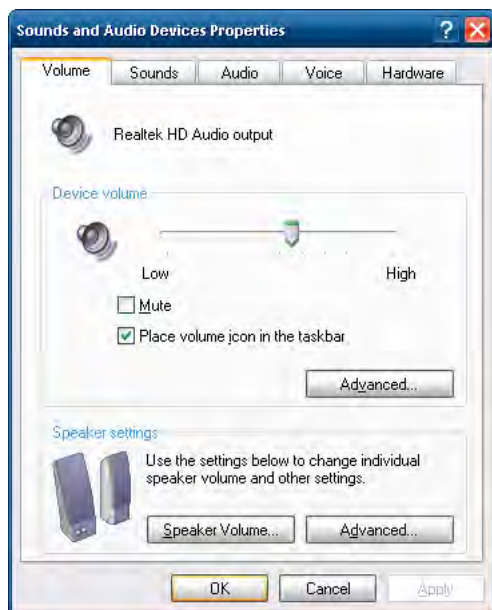 Sounds and Audio Devices Properties ?
Volume Sounds Audio Voice Hardware
Realtek HD Audio output
Device volume
Low High
Mute
Place volume icon in the taskbar
Advanced...
Speaker settings
Use the settings below to change individual
speaker volume and other settings.
Speaker Volume... Advanced...
OK Cancel Apply